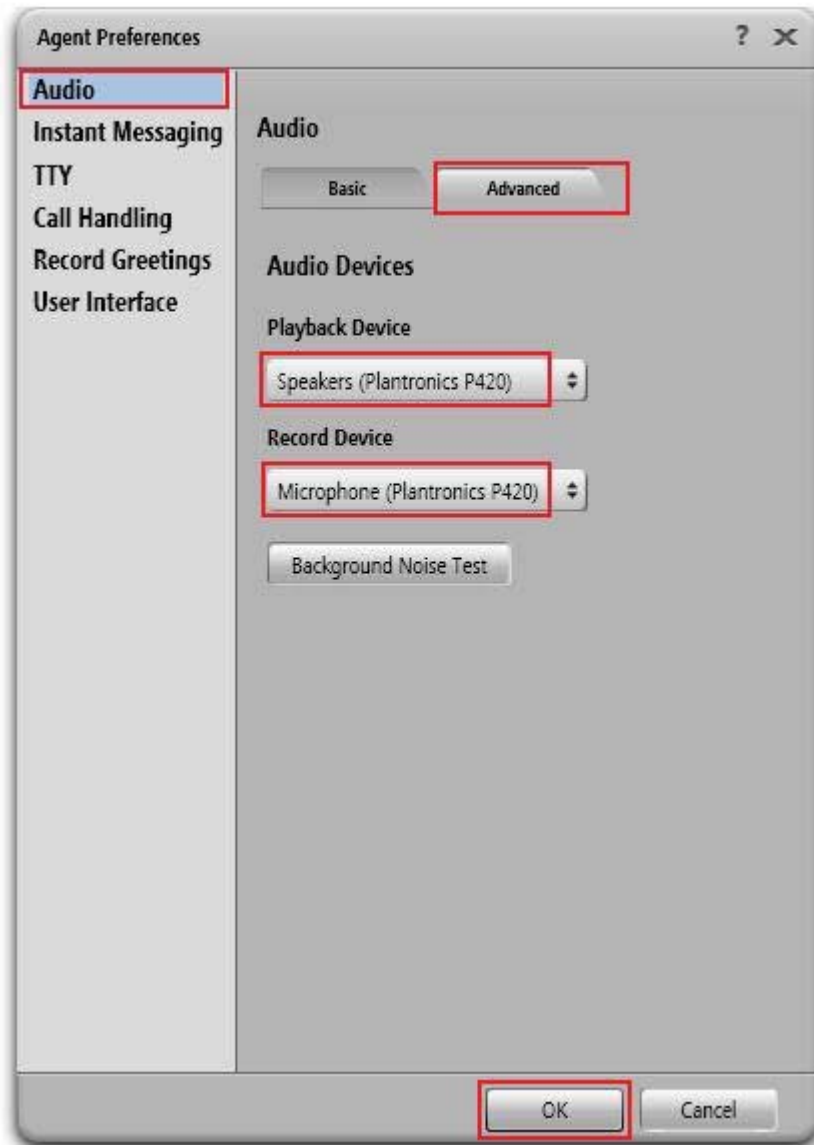 Agent Preferences ?
Audio
Instant Messaging
TTY
Call Handling
Record Greetings
User Interface
Audio
Basic Advanced
Audio Devices
Playback Device
Speakers (Plantronics P420)
Record Device
Microphone (Plantronics P420)
Background Noise Test
OK Cancel